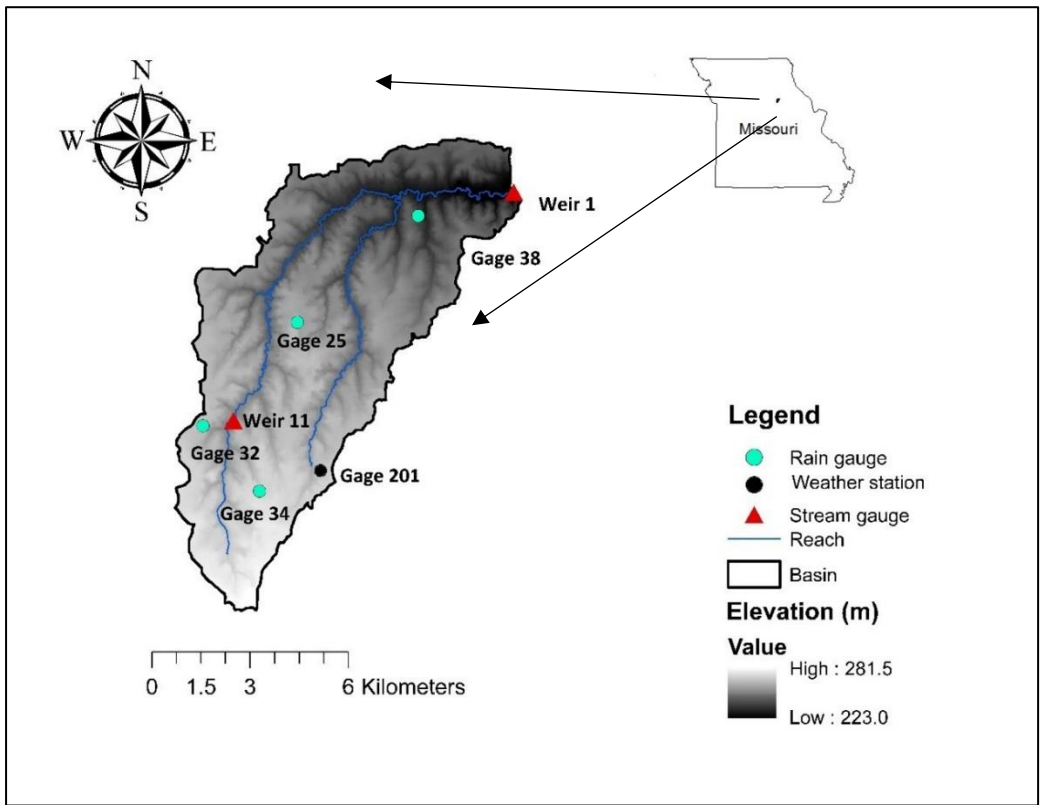 N
W
E
S
Missouri
Weir 1
Gage 38
Gage 25
Weir 11
Gage 32
Gage 201
Gage 34
0 1.5 3 6 Kilometers
Legend
Rain gauge
Weather station
Stream gauge
Reach
Basin
Elevation (m)
Value
High : 281.5
Low : 223.0